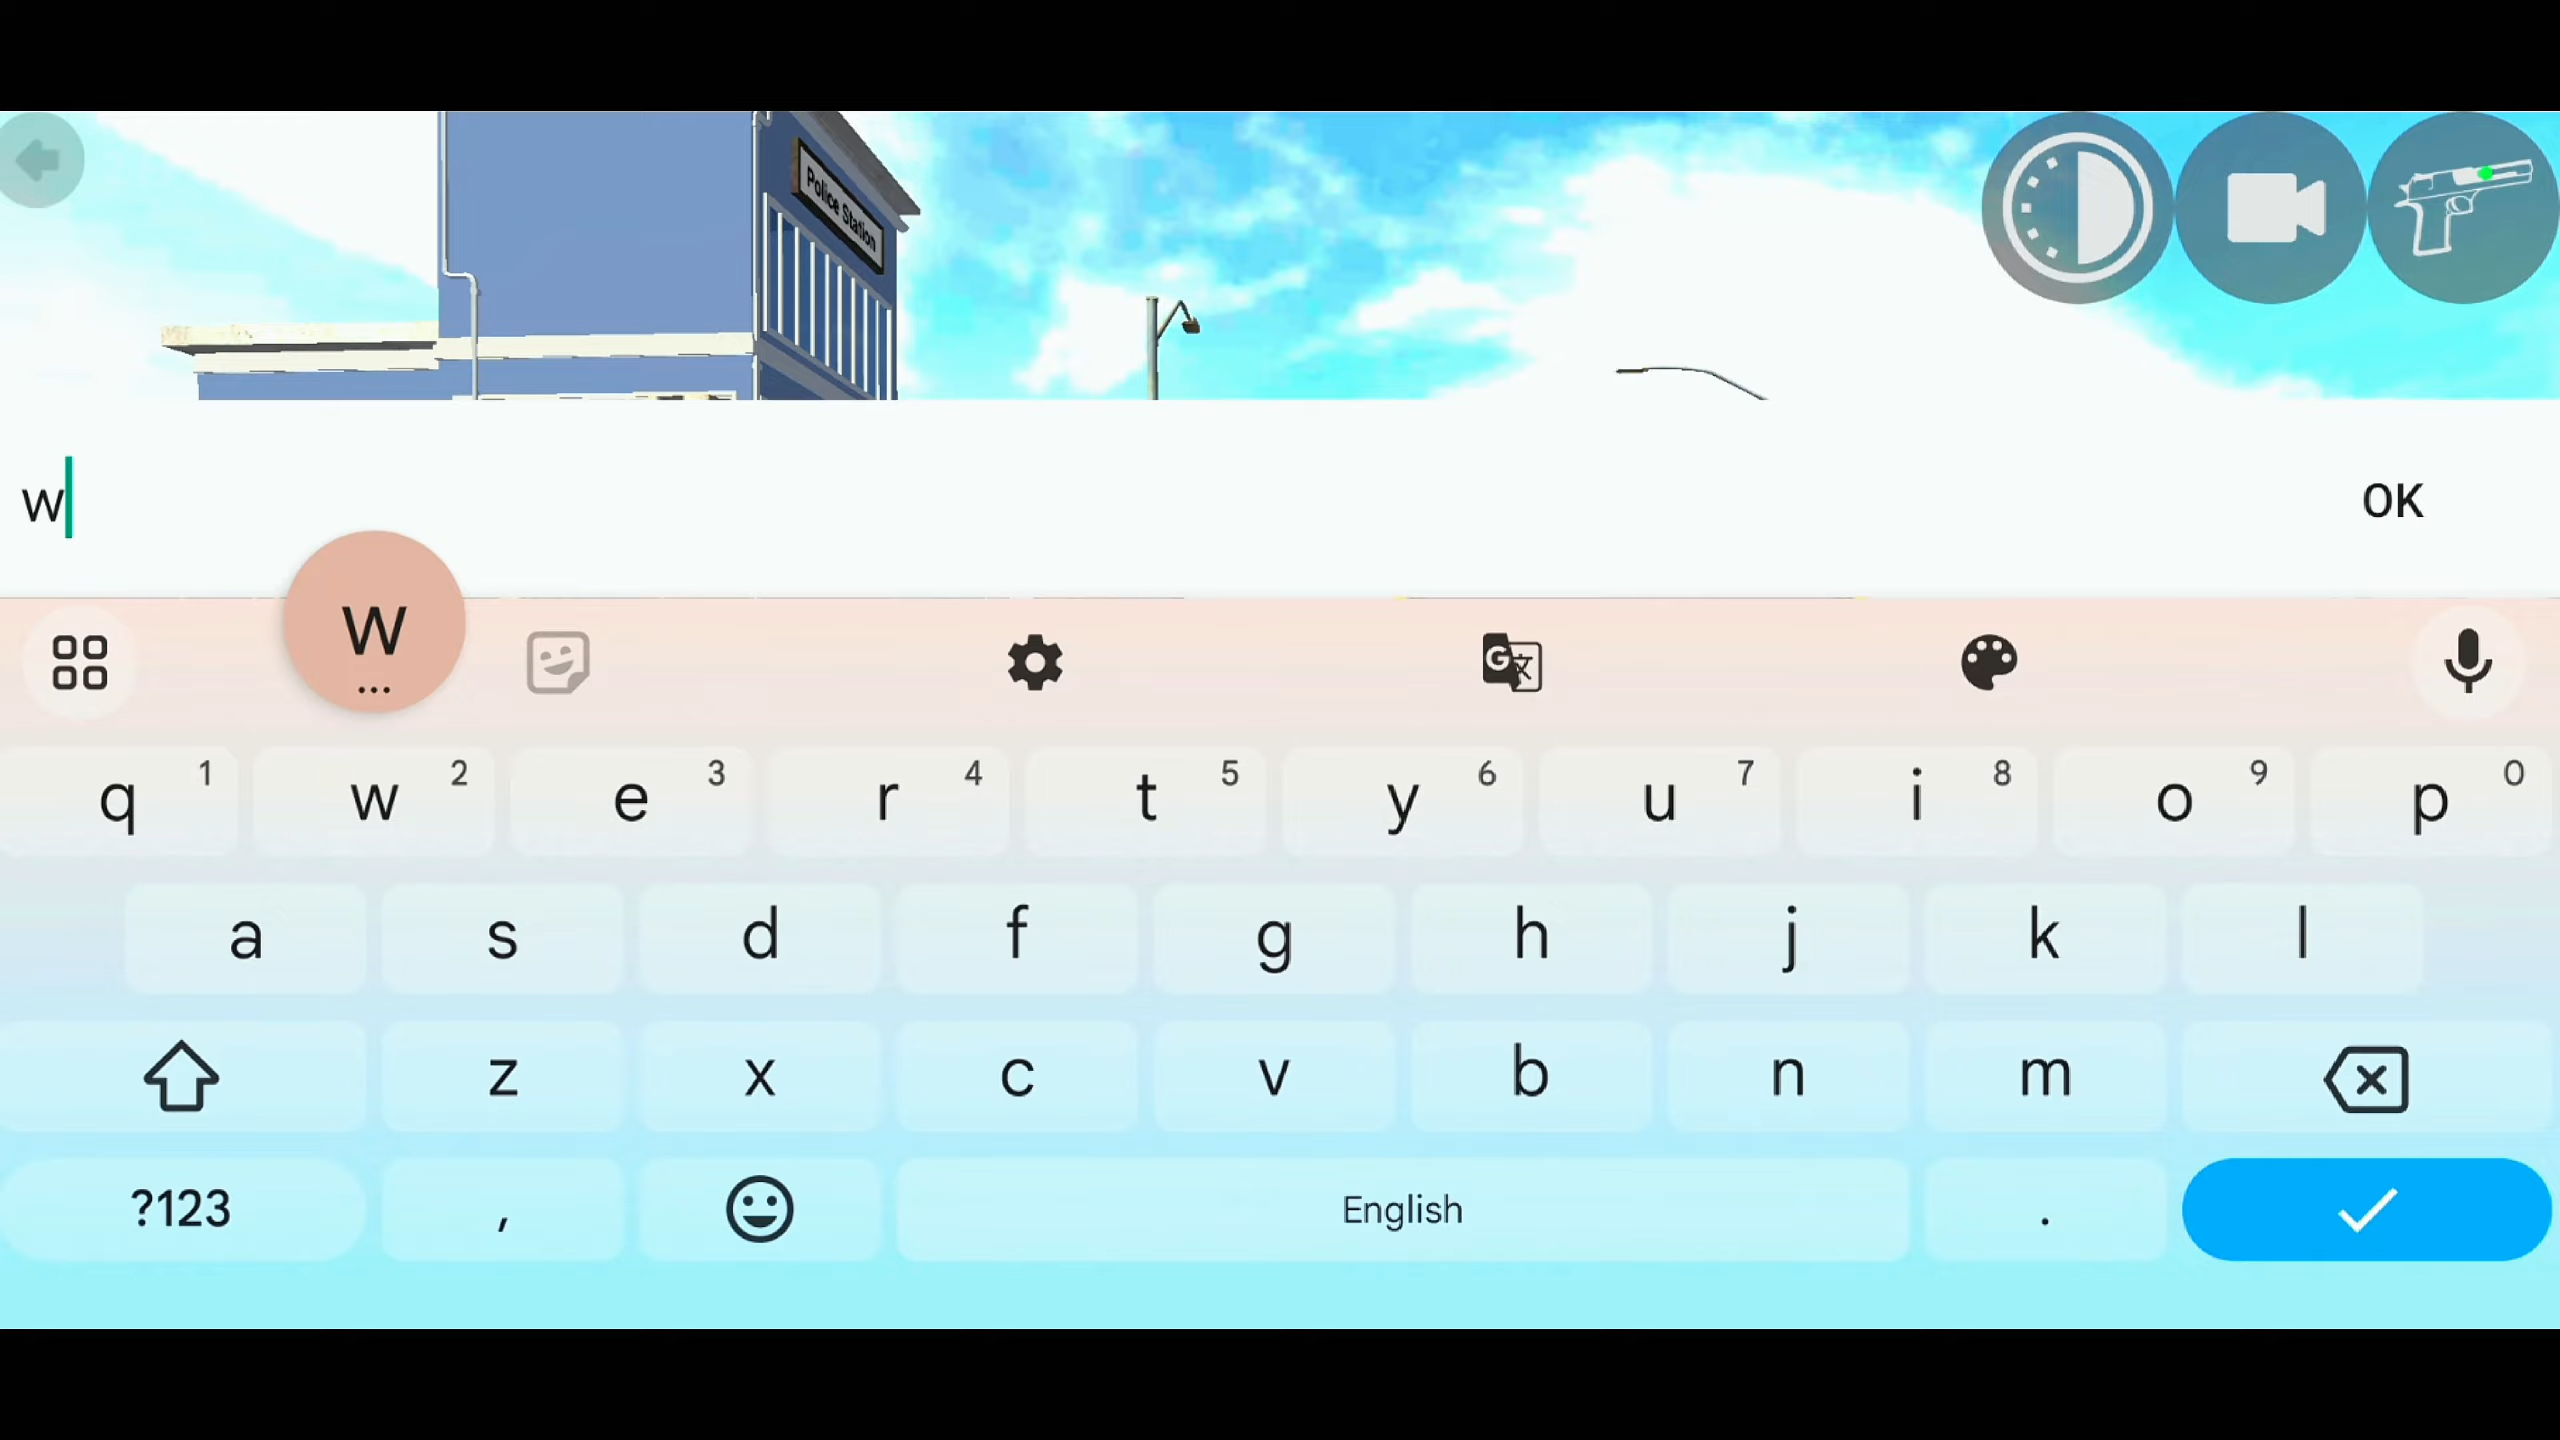 Police Station
w
OK
w
...
q 1 w 2 e 3 r 4 t 5 y 6 u 7 i 8 o 9 p 0
a s d f g h j k l
z x c v b n m
?123 , English .